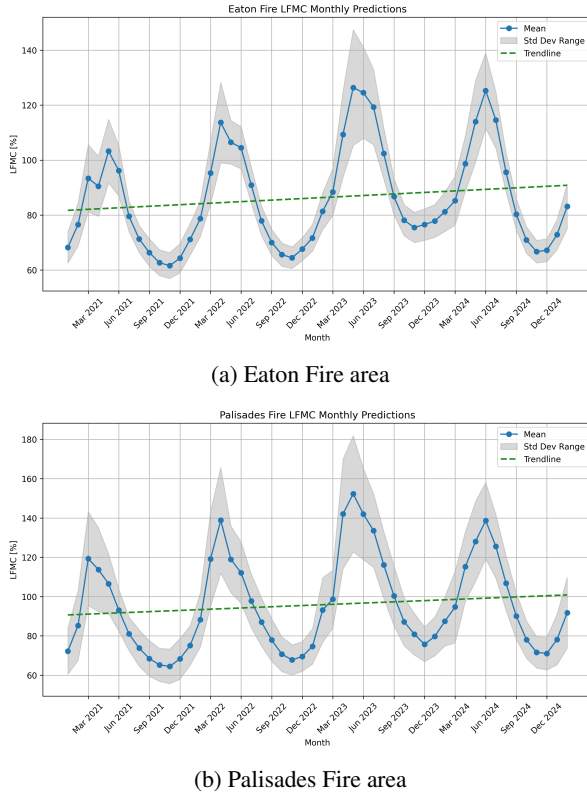 Eaton Fire LFMC Monthly Predictions
Mean
Std Dev Range
Trendline
LFMC [%]
140
120
100
80
60
Mar 2021
Jun 2021
Sep 2021
Dec 2021
Mar 2022
Jun 2022
Sep 2022
Dec 2022
Mar 2023
Jun 2023
Sep 2023
Dec 2023
Mar 2024
Jun 2024
Sep 2024
Dec 2024
Month
(a) Eaton Fire area
Palisades Fire LFMC Monthly Predictions
Mean
Std Dev Range
Trendline
LFMC [%]
180
160
140
120
100
80
60
Mar 2021
Jun 2021
Sep 2021
Dec 2021
Mar 2022
Jun 2022
Sep 2022
Dec 2022
Mar 2023
Jun 2023
Sep 2023
Dec 2023
Mar 2024
Jun 2024
Sep 2024
Dec 2024
Month
(b) Palisades Fire area